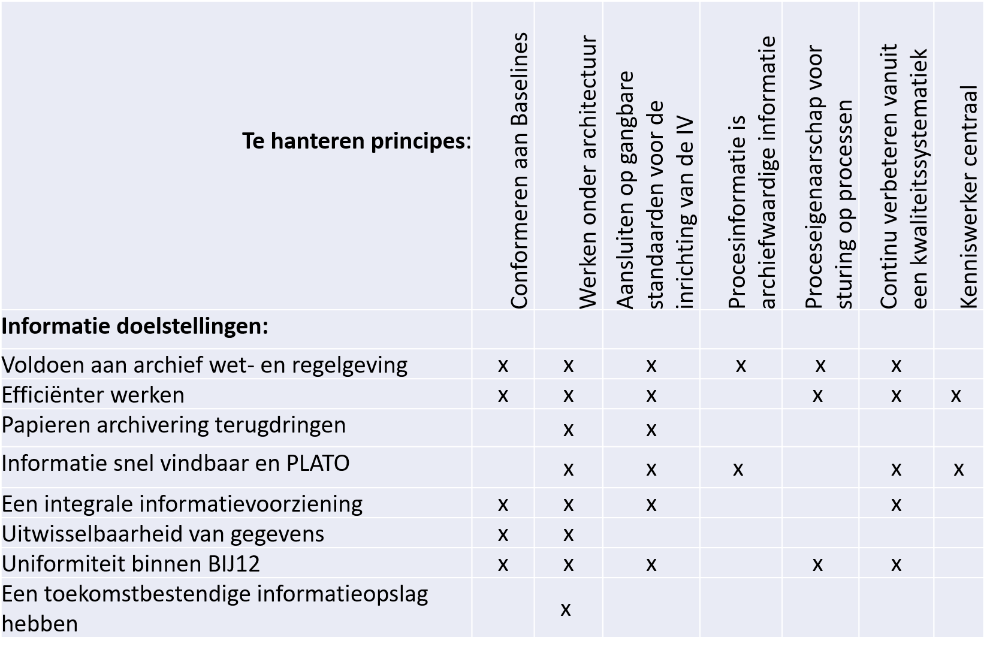 Te hanteren principes:
Conformeren aan Baselines
Werken onder architectuur
Aansluiten op gangbare
standaarden voor de
inrichting van de IV
Procesinformatie is
archiefwaardige informatie
Proceseigenaarschap voor
sturing op processen
Continu verbeteren vanuit
een kwaliteitssystematiek
Kenniswerker centraal
Informatie doelstellingen:
Voldoen aan archief wet- en regelgeving x x x x x x
Efficiënter werken x x x x x x
Papieren archivering terugdringen x x
Informatie snel vindbaar en PLATO x x x x x
Een integrale informatievoorziening x x x x
Uitwisselbaarheid van gegevens x x
Uniformiteit binnen BIJ12 x x x x x
Een toekomstbestendige informatieopslag
hebben x